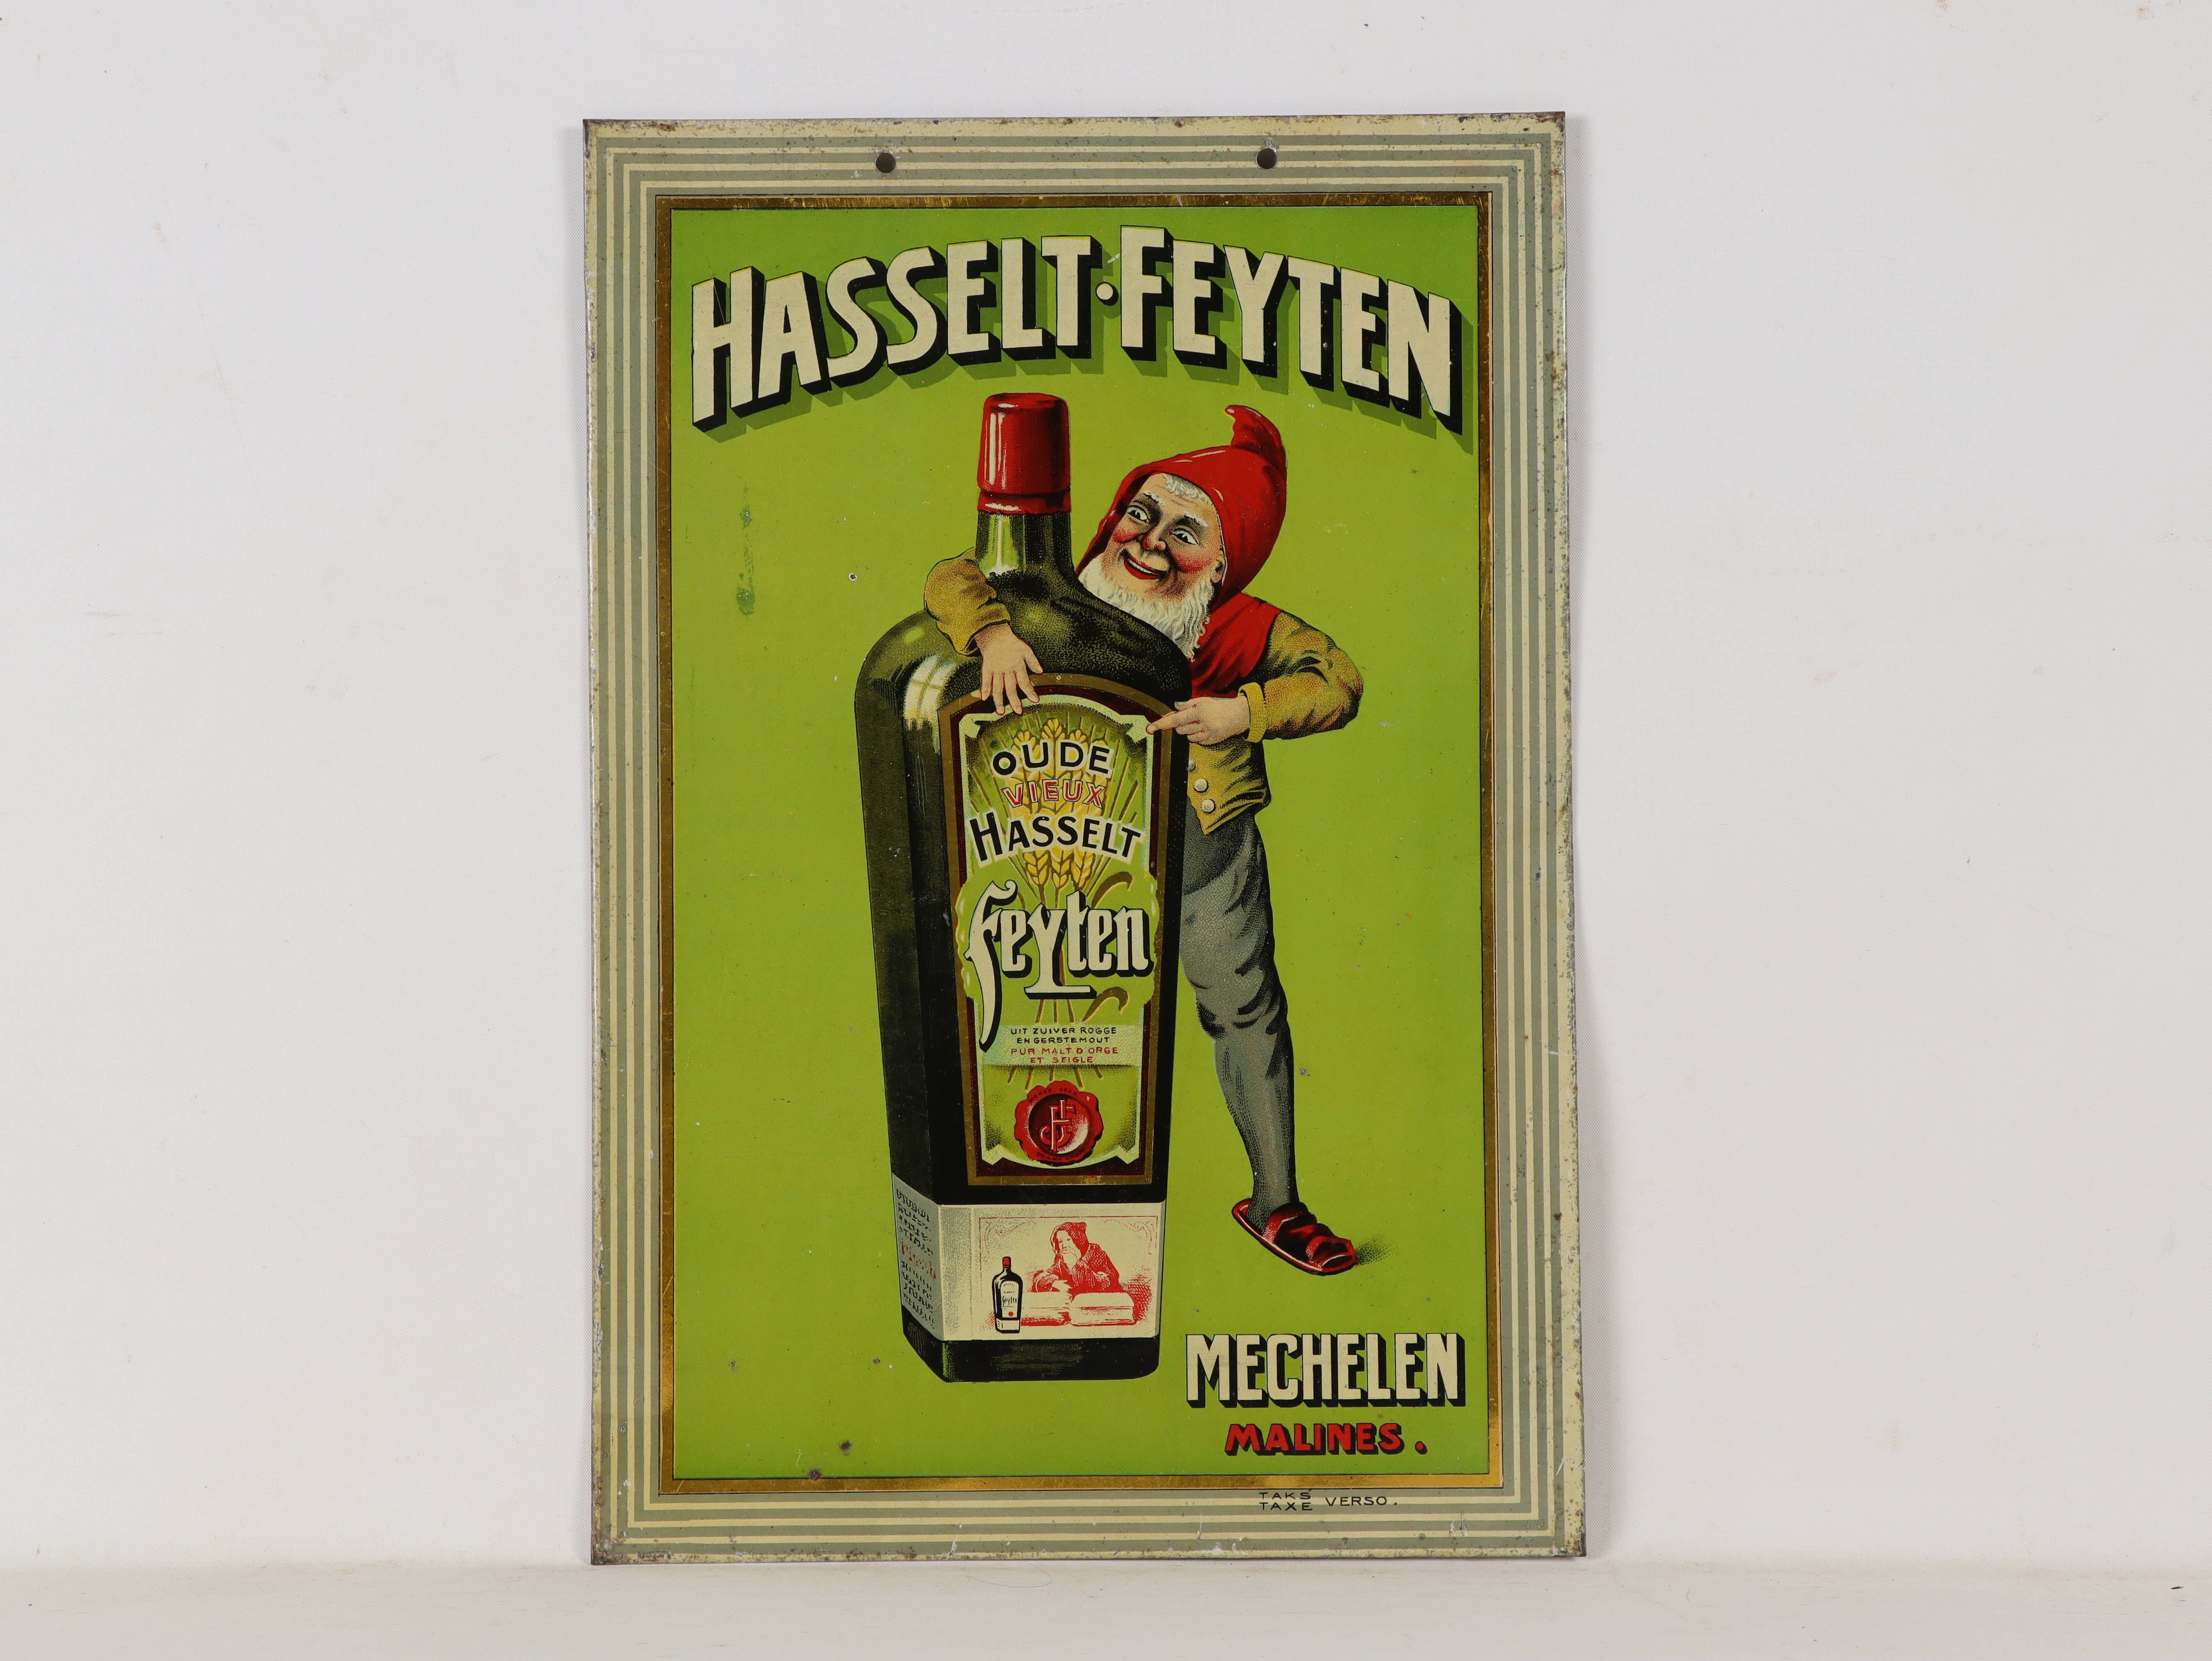 HASSELT·FEYTEN
OUDE
VIEUX
HASSELT
Feyten
UIT ZUIVER ROGGE
EN GERSTEMOUT
PUR MALT D'ORGE
ET SEIGLE
MECHELEN
MALINES.
TAKS
TAXE VERSO.